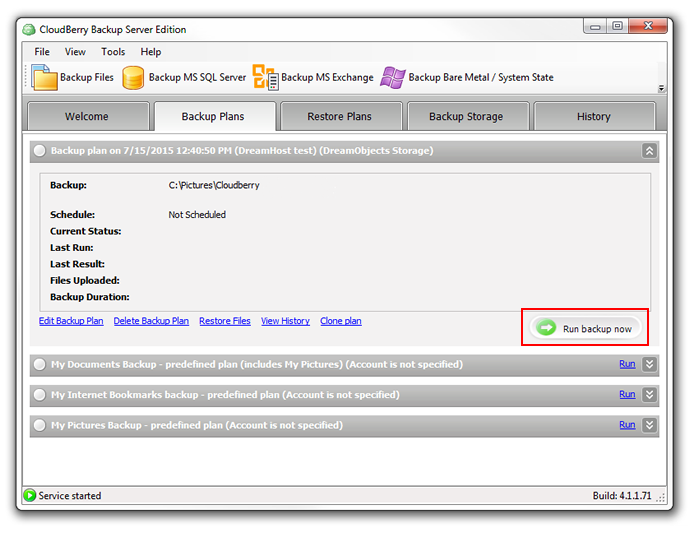 CloudBerry Backup Server Edition
File View Tools Help
Backup Files Backup MS SQL Server Backup MS Exchange Backup Bare Metal / System State
Welcome Backup Plans Restore Plans Backup Storage History
Backup plan on 7/15/2015 12:40:50 PM (DreamHost test) (DreamObjects Storage)
Backup: C:\Pictures\Cloudberry
Schedule: Not Scheduled
Current Status:
Last Run:
Last Result:
Files Uploaded:
Backup Duration:
Edit Backup Plan Delete Backup Plan Restore Files View History Clone plan Run backup now
My Documents Backup - predefined plan (includes My Pictures) (Account is not specified) Run
My Internet Bookmarks backup - predefined plan (Account is not specified) Run
My Pictures Backup - predefined plan (Account is not specified) Run
Service started Build: 4.1.1.71